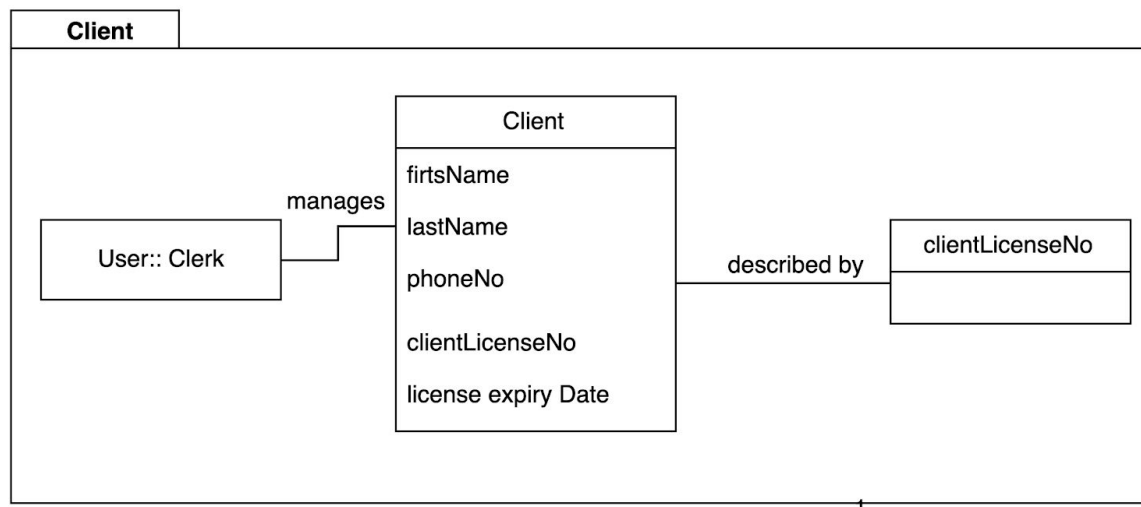 Client
Client
firtsName
manages
lastName
User:: Clerk
phoneNo
clientLicenseNo
license expiry Date
described by
clientLicenseNo